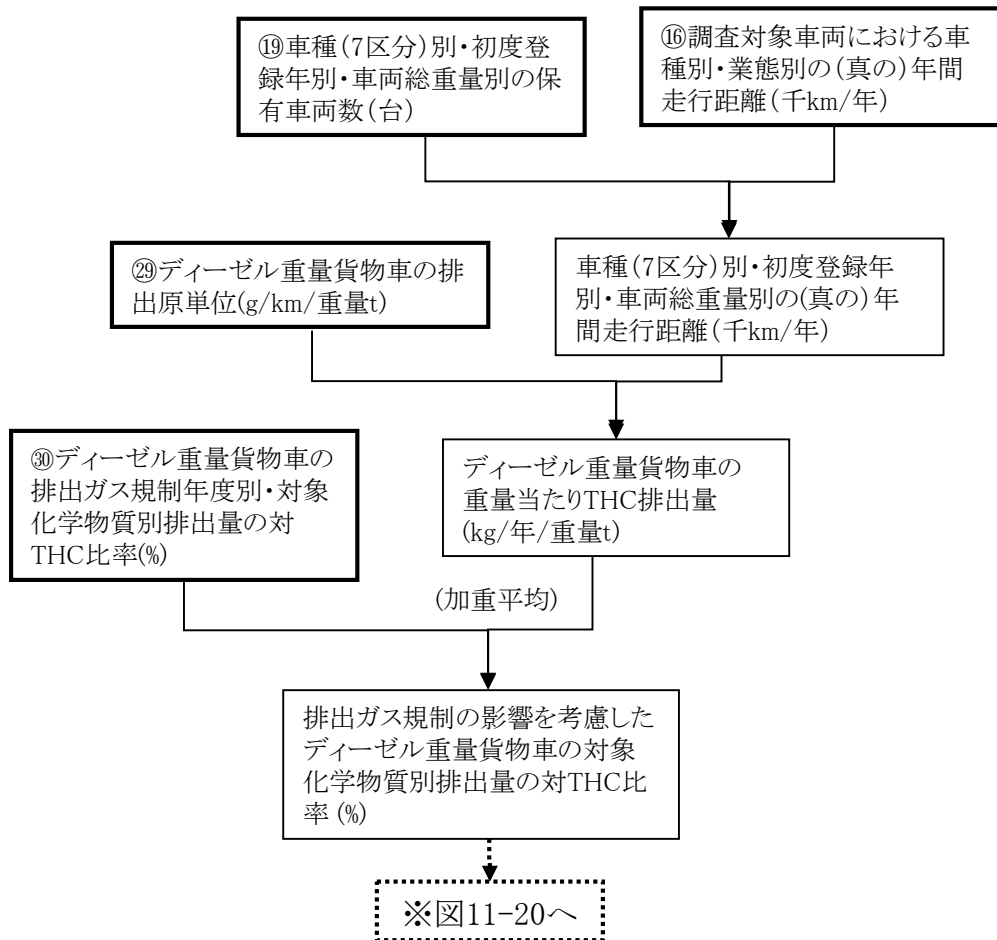 ⑲車種(7区分)別・初度登
録年別・車両総重量別の保
有車両数(台)
⑯調査対象車両における車
種別・業態別の(真の)年間
走行距離(千km/年)
㉙ディーゼル重量貨物車の排
出原単位(g/km/重量t)
車種(7区分)別・初度登録年
別・車両総重量別の(真の)年
間走行距離(千km/年)
㉚ディーゼル重量貨物車の
排出ガス規制年度別・対象
化学物質別排出量の対
THC比率(%)
ディーゼル重量貨物車の
重量当たりTHC排出量
(kg/年/重量t)
(加重平均)
排出ガス規制の影響を考慮した
ディーゼル重量貨物車の対象
化学物質別排出量の対THC比
率(%)
※図11-20へ